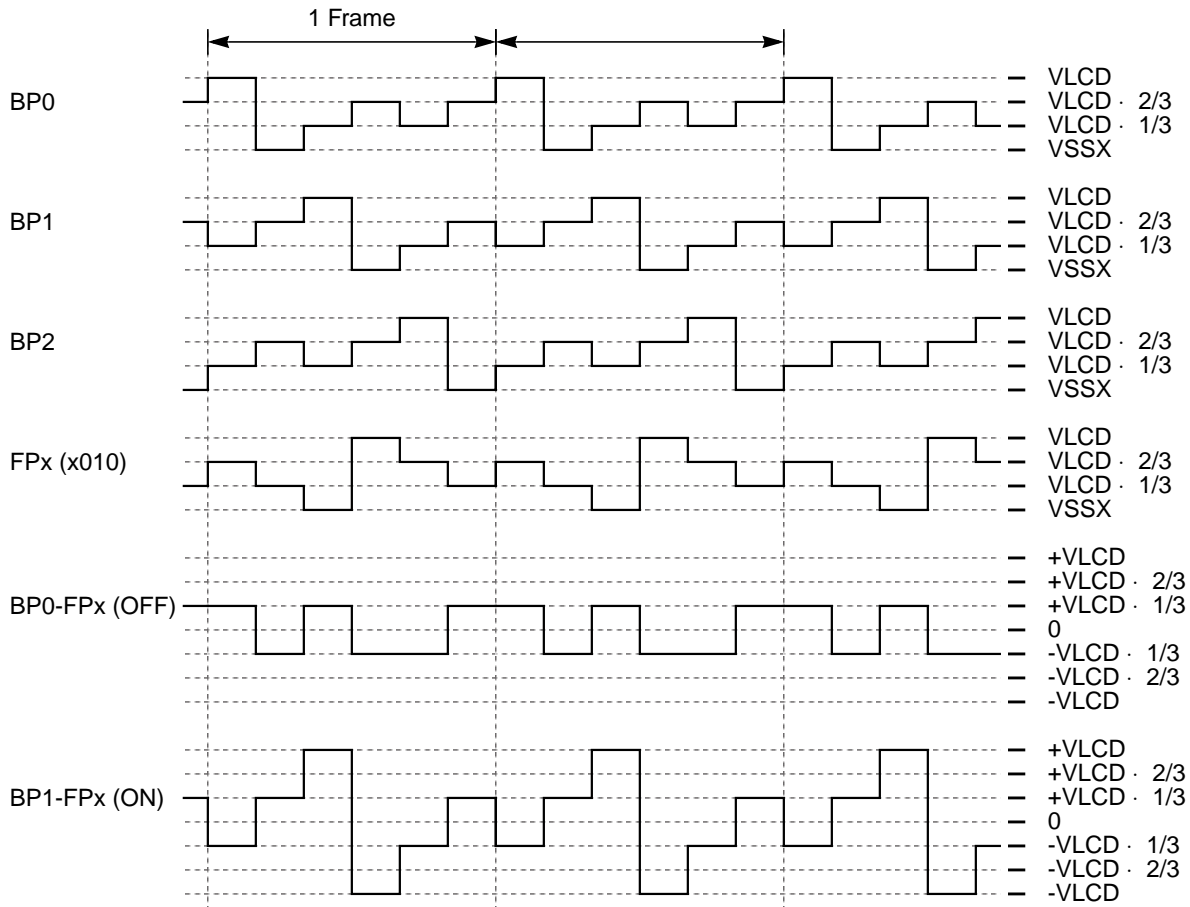 1 Frame
BP0
VLCD
VLCD · 2/3
VLCD · 1/3
VSSX
BP1
VLCD
VLCD · 2/3
VLCD · 1/3
VSSX
BP2
VLCD
VLCD · 2/3
VLCD · 1/3
VSSX
FPx (x010)
VLCD
VLCD · 2/3
VLCD · 1/3
VSSX
BP0-FPx (OFF)
+VLCD
+VLCD · 2/3
+VLCD · 1/3
0
-VLCD · 1/3
-VLCD · 2/3
-VLCD
BP1-FPx (ON)
+VLCD
+VLCD · 2/3
+VLCD · 1/3
0
-VLCD · 1/3
-VLCD · 2/3
-VLCD